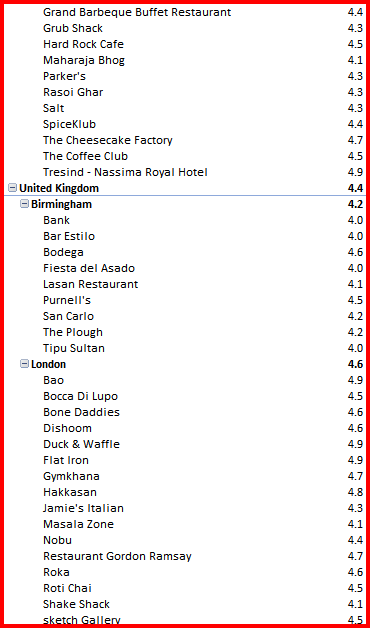 Grand Barbeque Buffet Restaurant 4.4
Grub Shack 4.3
Hard Rock Cafe 4.5
Maharaja Bhog 4.1
Parker's 4.3
Rasoi Ghar 4.3
Salt 4.3
SpiceKlub 4.4
The Cheesecake Factory 4.7
The Coffee Club 4.5
Tresind - Nassima Royal Hotel 4.9
United Kingdom 4.4
Birmingham 4.2
Bank 4.0
Bar Estilo 4.0
Bodega 4.6
Fiesta del Asado 4.0
Lasan Restaurant 4.1
Purnell's 4.5
San Carlo 4.2
The Plough 4.2
Tipu Sultan 4.0
London 4.6
Bao 4.9
Bocca Di Lupo 4.5
Bone Daddies 4.6
Dishoom 4.6
Duck & Waffle 4.9
Flat Iron 4.9
Gymkhana 4.7
Hakkasan 4.8
Jamie's Italian 4.3
Masala Zone 4.1
Nobu 4.4
Restaurant Gordon Ramsay 4.7
Roka 4.6
Roti Chai 4.5
Shake Shack 4.1
sketch Gallery 4.5